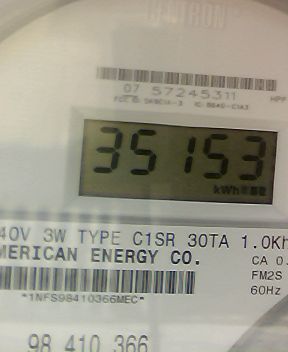 07 57245311
35153
kWh
40V 3W TYPE C1SR 30TA 1.0Kh
MERICAN ENERGY CO.
CA 0.
FM2S
60Hz
*1NFS98410366MEC*
98 410 366